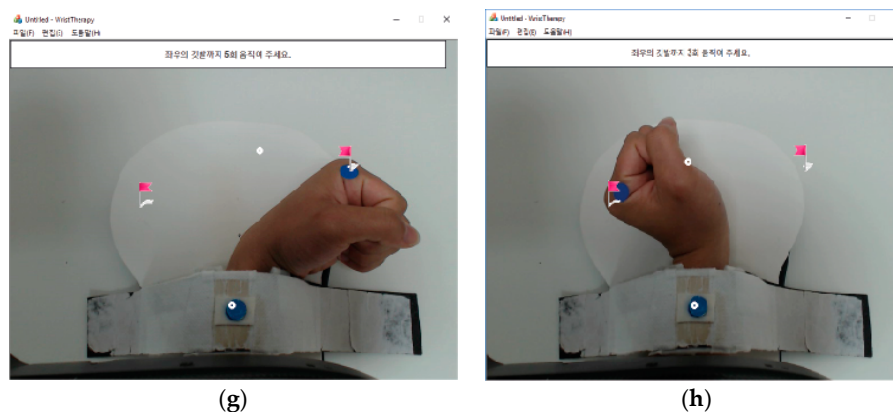 Untitled - WristTherapy
파일(F) 편집(E) 도움말(H)
좌우의 깃발까지 5회 움직여 주세요.
Untitled - WristTherapy
파일(F) 편집(E) 도움말(H)
좌우의 깃발까지 움직여 주세요.
(g)
(h)